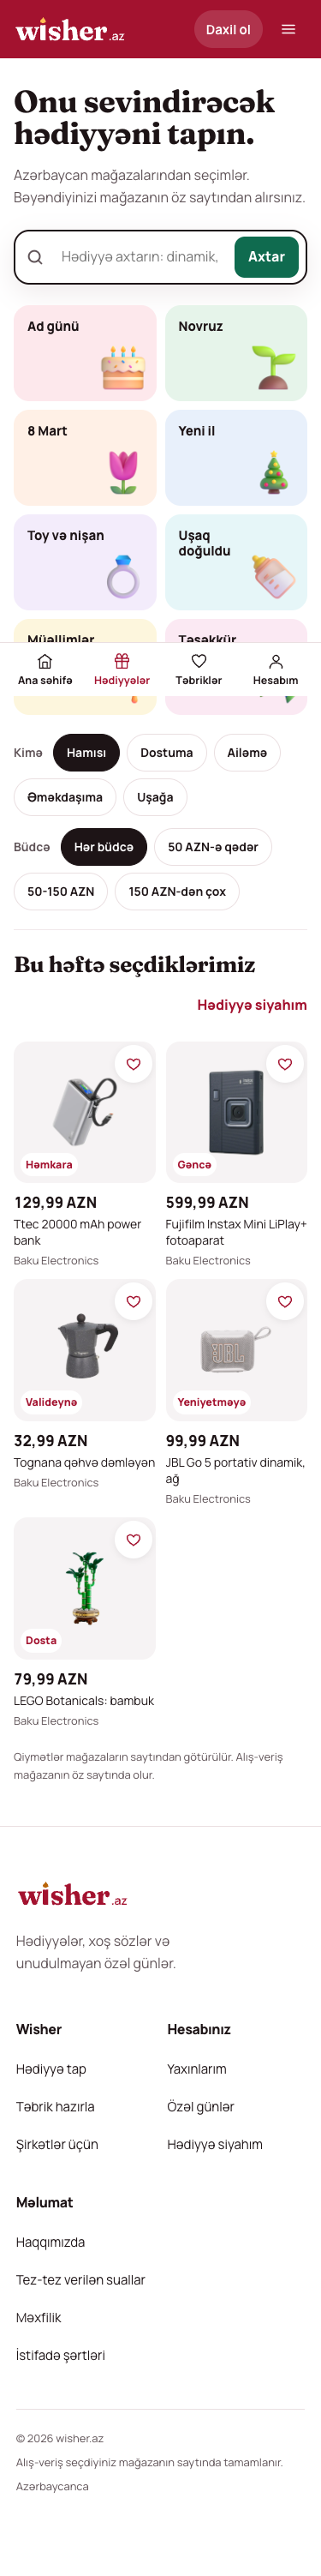 wisher.az
Daxil ol
Onu sevindirəcək
hədiyyəni tapın.
Azərbaycan mağazalarından seçimlər.
Bəyəndiyinizi mağazanın öz saytından alırsınız.
Hədiyyə axtarın: dinamik,
Axtar
Ad günü
Novruz
8 Mart
Yeni il
Toy və nişan
Uşaq
doğuldu
Müəllimlər
Təşəkkür
Ana səhifə
Hədiyyələr
Təbriklər
Hesabım
Kimə
Hamısı
Dostuma
Ailəmə
Əməkdaşıma
Uşağa
Büdcə
Hər büdcə
50 AZN-ə qədər
50-150 AZN
150 AZN-dən çox
Bu həftə seçdiklərimiz
Hədiyyə siyahım
Həmkara
129,99 AZN
Ttec 20000 mAh power
bank
Baku Electronics
Gəncə
599,99 AZN
Fujifilm Instax Mini LiPlay+
fotoaparat
Baku Electronics
Valideynə
32,99 AZN
Tognana qəhvə dəmləyən
Baku Electronics
JBL
Yeniyetməyə
99,99 AZN
JBL Go 5 portativ dinamik,
ağ
Baku Electronics
Dosta
79,99 AZN
LEGO Botanicals: bambuk
Baku Electronics
Qiymətlər mağazaların saytından götürülür. Alış-veriş
mağazanın öz saytında olur.
wisher.az
Hədiyyələr, xoş sözlər və
unudulmayan özəl günlər.
Wisher
Hədiyyə tap
Təbrik hazırla
Şirkətlər üçün
Hesabınız
Yaxınlarım
Özəl günlər
Hədiyyə siyahım
Məlumat
Haqqımızda
Tez-tez verilən suallar
Məxfilik
İstifadə şərtləri
© 2026 wisher.az
Alış-veriş seçdiyiniz mağazanın saytında tamamlanır.
Azərbaycanca